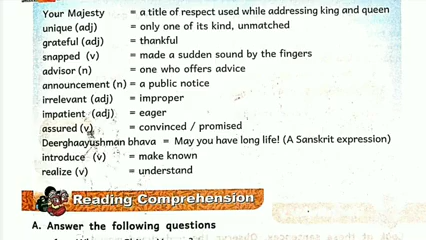 Your Majesty = a title of respect used while addressing king and queen
unique (adj) = only one of its kind, unmatched
grateful (adj) = thankful
snapped (v) = made a sudden sound by the fingers
advisor (n) = one who offers advice
announcement (n) = a public notice
irrelevant (adj) = improper
impatient (adj) = eager
assured (v) = convinced / promised
Deerghaayushman bhava = May you have long life! (A Sanskrit expression)
introduce (v) = make known
realize (v) = understand
Reading Comprehension
A. Answer the following questions